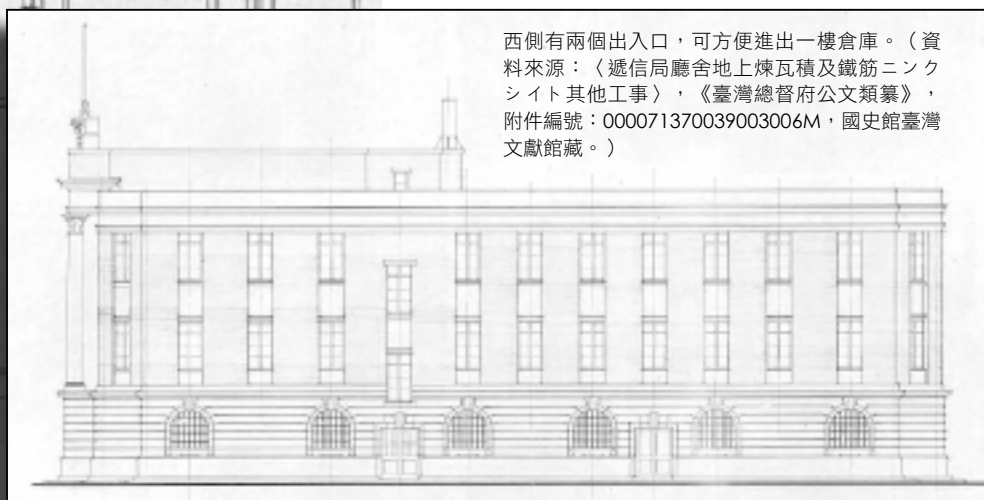 西側有兩個出入口，可方便進出一樓倉庫。（資
料來源：〈遞信局廳舍地上煉瓦積及鐵筋ニンク
シイト其他工事〉，《臺灣總督府公文類纂》，
附件編號：000071370039003006M，國史館臺灣
文獻館藏。）